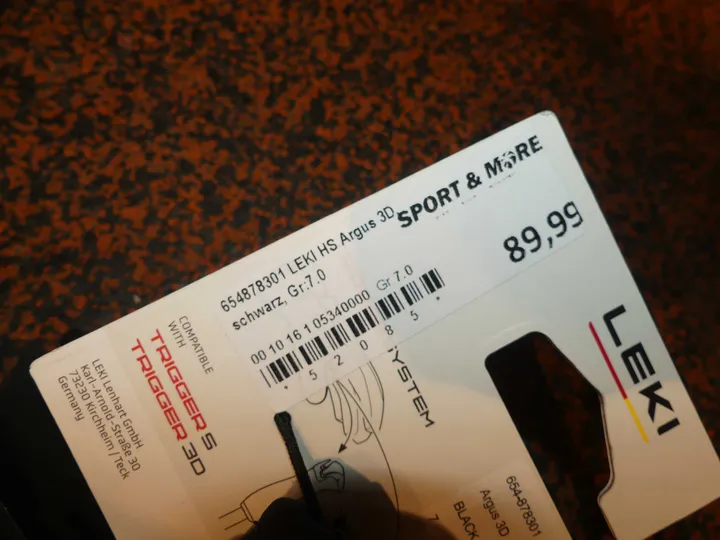 SPORT & MORE
654878301 LEKI HS Argus 3D
schwarz, Gr:7.0
89,99
00 10 16 1 05340000 Gr 7.0
* 5 2 0 8 5 *
COMPATIBLE
WITH
TRIGGER S
TRIGGER 3D
LEKI Lenhart GmbH
Karl-Arnold-Straße 30
73230 Kirchheim/Teck
Germany
SYSTEM
LEKI
654-878301
Argus 3D
BLACK
7